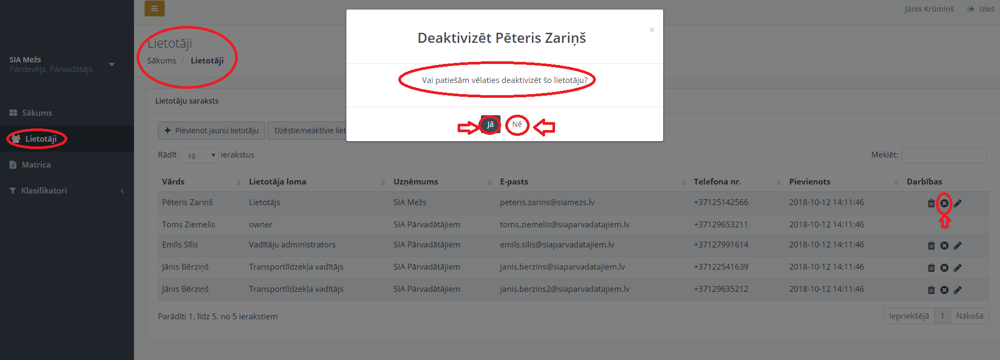 Jānis Krūmiņš Iziet
SIA Mežs
Pārdevējs, Pārvadātājs
Sākums
Lietotāji
Matrica
Klasifikatori
Lietotāji
Sākums / Lietotāji
Deaktivizēt Pēteris Zariņš
×
Vai patiešām vēlaties deaktivizēt šo lietotāju?
Jā Nē
Lietotāju saraksts
Pievienot jaunu lietotāju Dzēstie/neaktīvie liet
Rādīt 10 ierakstus Meklēt:
Vārds Lietotāja loma Uzņēmums E-pasts Telefona nr. Pievienots Darbības
Pēteris Zariņš Lietotājs SIA Mežs peteris.zarins@siamezs.lv +37125142566 2018-10-12 14:11:46
Toms Ziemelis owner SIA Pārvadātājiem toms.ziemelis@siaparvadatajiem.lv +37129653211 2018-10-12 14:11:46
Emīls Sīlis Vadītāju administrators SIA Pārvadātājiem emils.silis@siaparvadatajiem.lv +37127991614 2018-10-12 14:11:46
Jānis Bērziņš Transportlīdzekļa vadītājs SIA Pārvadātājiem janis.berzins@siaparvadatajiem.lv +37122541639 2018-10-12 14:11:46
Jānis Bērziņš Transportlīdzekļa vadītājs SIA Pārvadātājiem janis.berzins2@siaparvadatajiem.lv +37129635212 2018-10-12 14:11:46
Parādīti 1. līdz 5. no 5 ierakstiem
Iepriekšējā 1 Nākošā